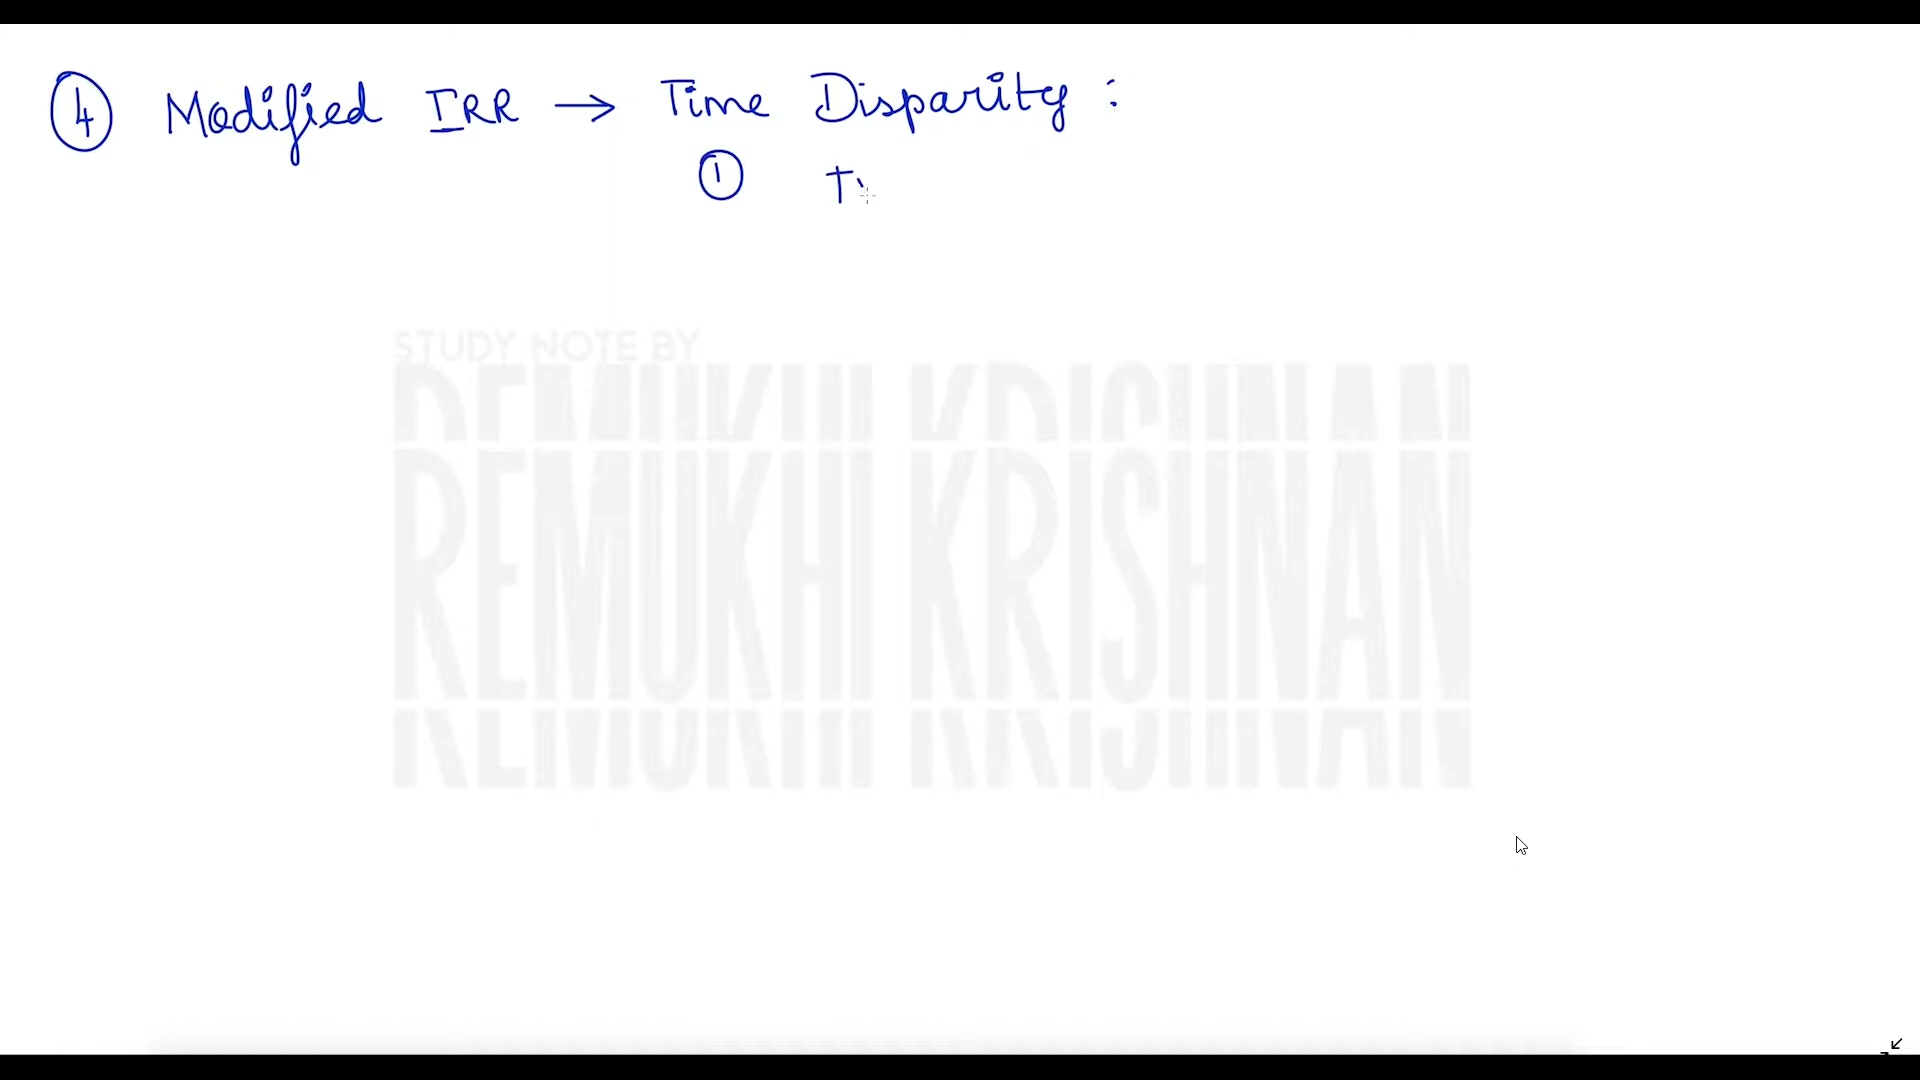 ④ Modified IRR → Time Disparity :
①
STUDY NOTE BY
REMUKHI KRISHNAN